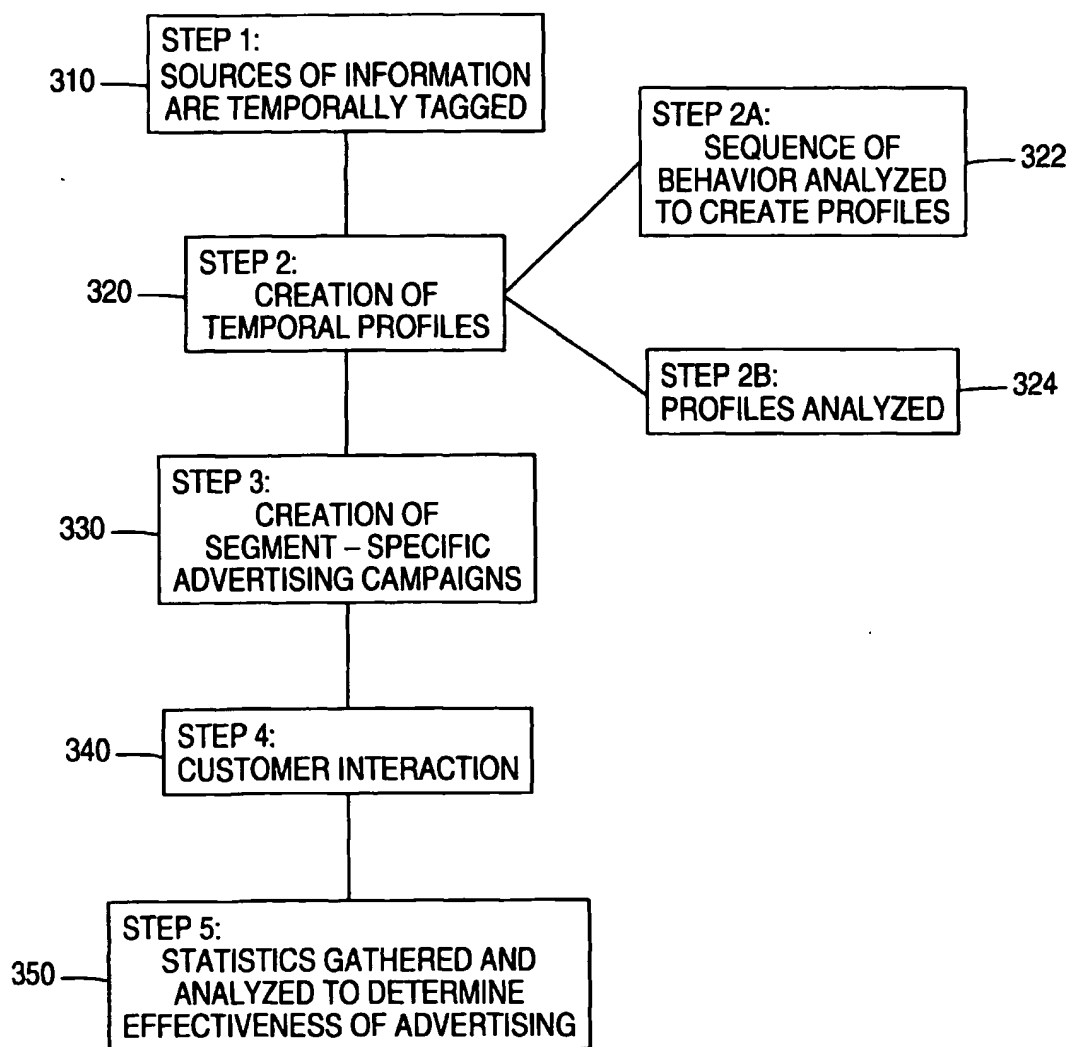 STEP 1:
310
SOURCES OF INFORMATION
ARE TEMPORALLY TAGGED
STEP 2A:
SEQUENCE OF
322
BEHAVIOR ANALYZED
TO CREATE PROFILES
STEP 2:
320
CREATION OF
TEMPORAL PROFILES
STEP 2B:
PROFILES ANALYZED
324
STEP 3:
CREATION OF
330
SEGMENT – SPECIFIC
ADVERTISING CAMPAIGNS
STEP 4:
340
CUSTOMER INTERACTION
STEP 5:
STATISTICS GATHERED AND
350
ANALYZED TO DETERMINE
EFFECTIVENESS OF ADVERTISING